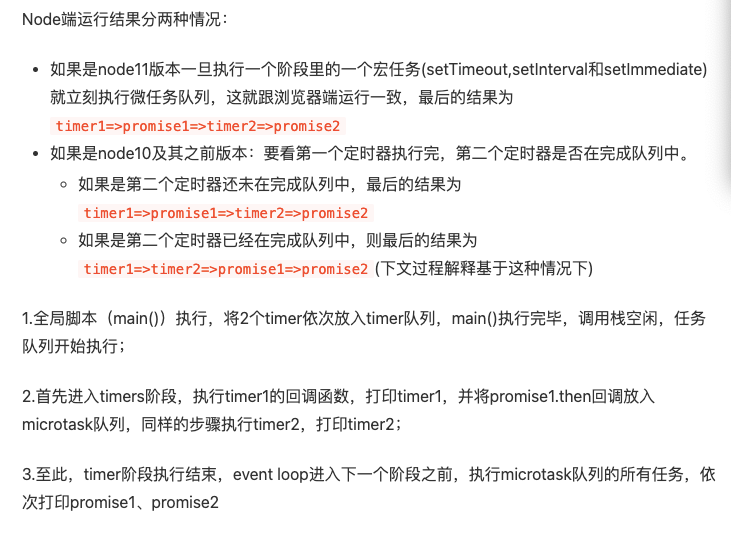 Node端运行结果分两种情况：
如果是node11版本一旦执行一个阶段里的一个宏任务(setTimeout,setInterval和setImmediate)
就立刻执行微任务队列，这就跟浏览器端运行一致，最后的结果为
timer1=>promise1=>timer2=>promise2
如果是node10及其之前版本：要看第一个定时器执行完，第二个定时器是否在完成队列中。
如果是第二个定时器还未在完成队列中，最后的结果为
timer1=>promise1=>timer2=>promise2
如果是第二个定时器已经在完成队列中，则最后的结果为
timer1=>timer2=>promise1=>promise2 (下文过程解释基于这种情况下)
1.全局脚本（main()）执行，将2个timer依次放入timer队列，main()执行完毕，调用栈空闲，任务
队列开始执行；
2.首先进入timers阶段，执行timer1的回调函数，打印timer1，并将promise1.then回调放入
microtask队列，同样的步骤执行timer2，打印timer2；
3.至此，timer阶段执行结束，event loop进入下一个阶段之前，执行microtask队列的所有任务，依
次打印promise1、promise2